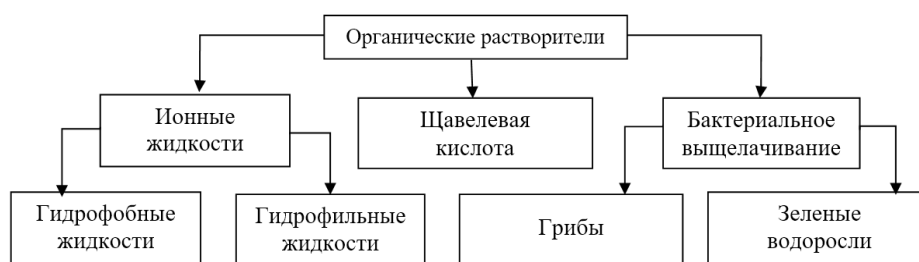 Органические растворители
Ионные
жидкости
Щавелевая
кислота
Бактериальное
выщелачивание
Гидрофобные
жидкости
Гидрофильные
жидкости
Грибы
Зеленые
водоросли